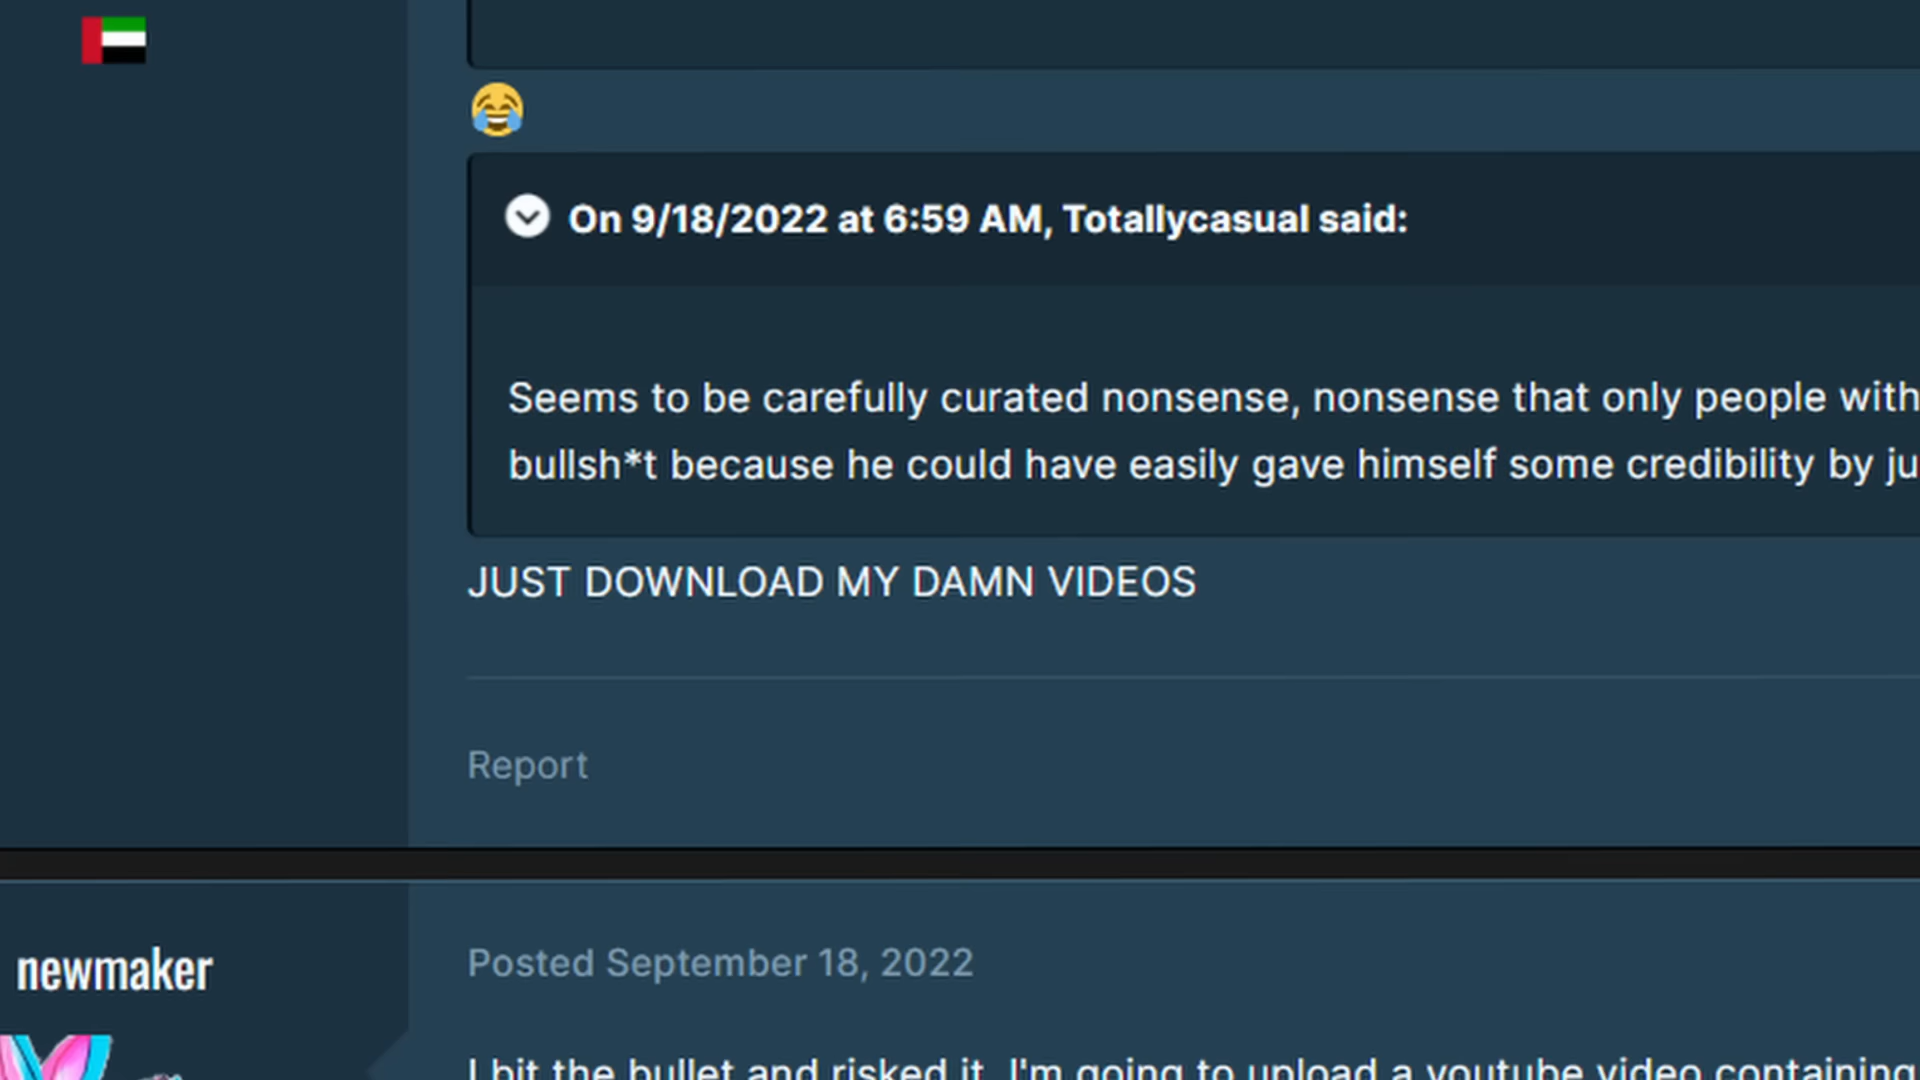 On 9/18/2022 at 6:59 AM, Totallycasual said:
Seems to be carefully curated nonsense, nonsense that only people with
bullsh*t because he could have easily gave himself some credibility by ju
JUST DOWNLOAD MY DAMN VIDEOS
Report
newmaker
Posted September 18, 2022
I bit the bullet and risked it. I'm going to upload a youtube video containing